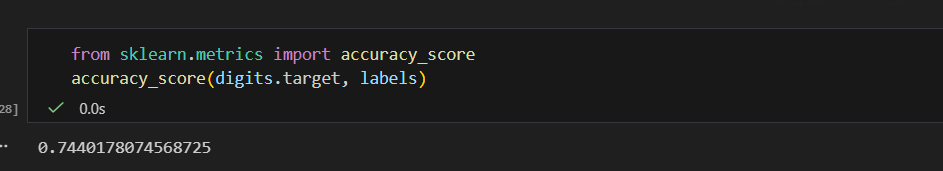 from sklearn.metrics import accuracy_score
accuracy_score(digits.target, labels)
28]
0.0s
0.7440178074568725